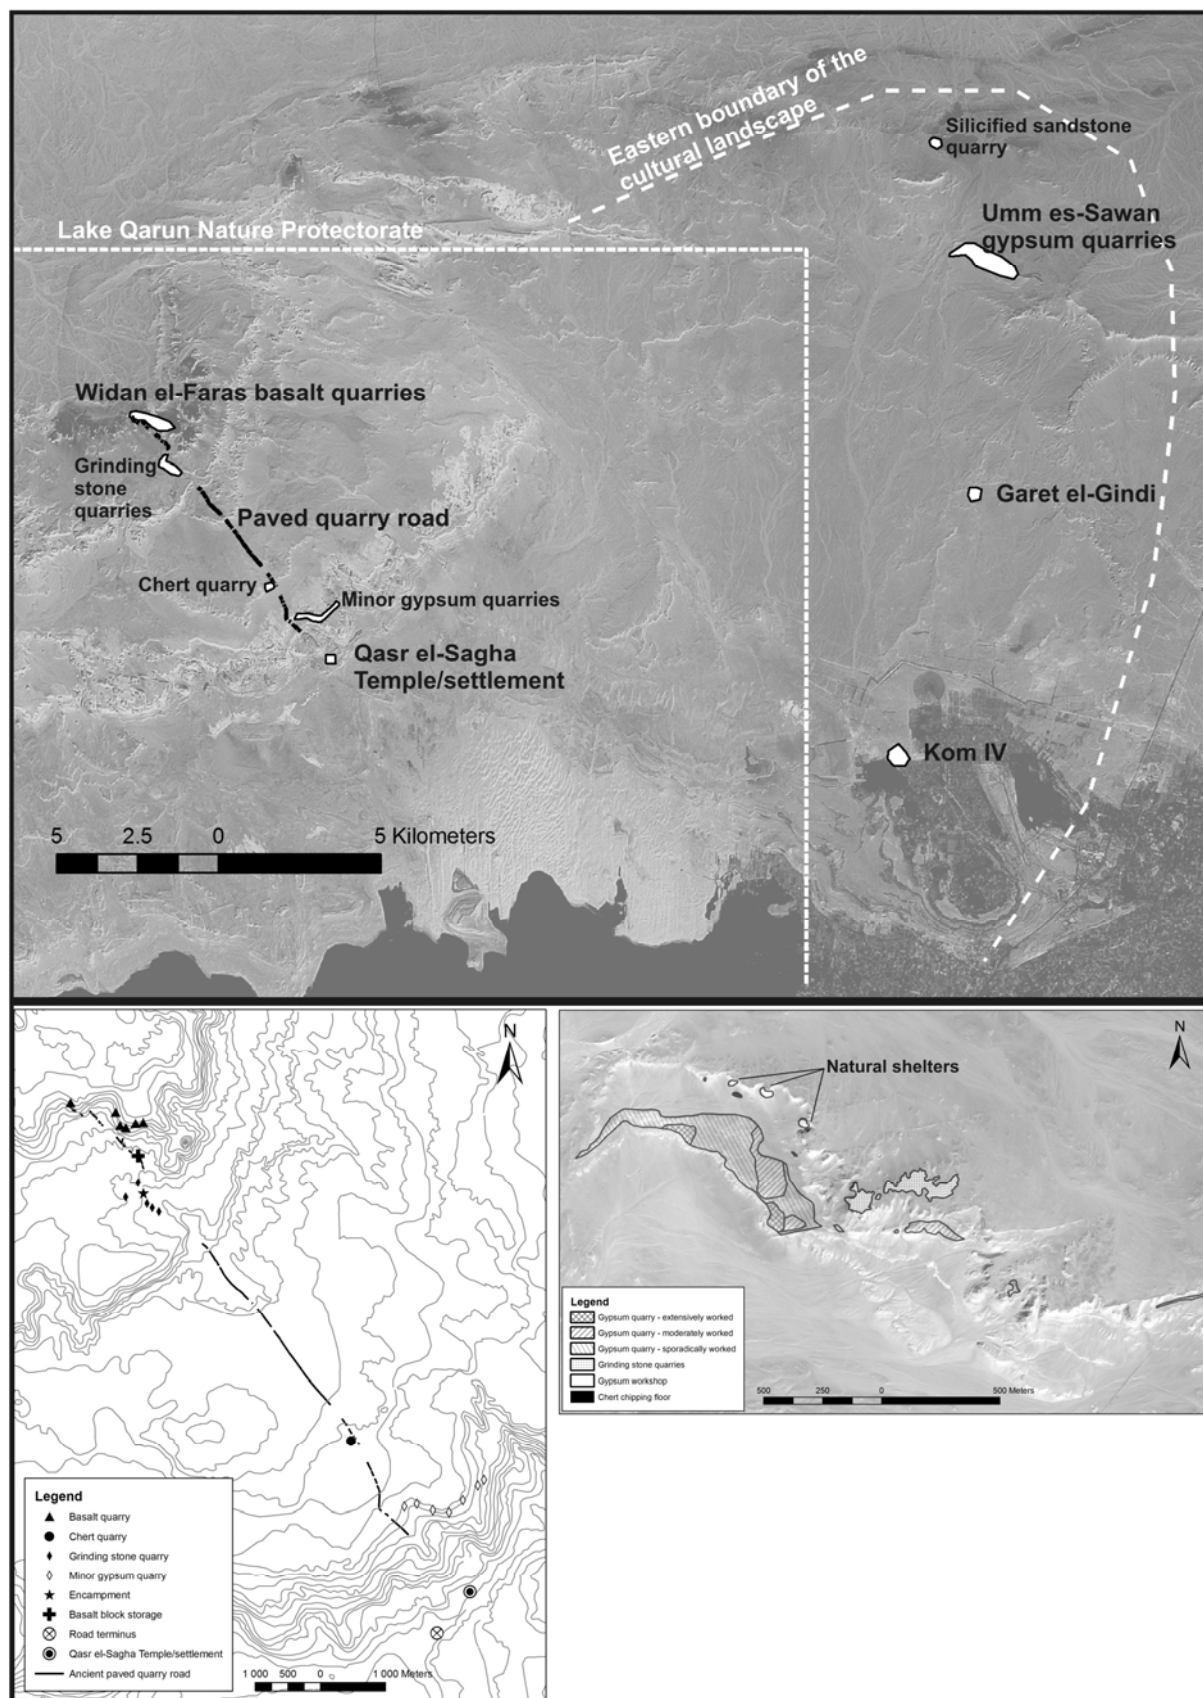 Eastern boundary of the
cultural landscape
Silicified sandstone
quarry
Umm es-Sawan
gypsum quarries
Lake Qarun Nature Protectorate
Widan el-Faras basalt quarries
Grinding
stone
quarries
Paved quarry road
Garet el-Gindi
Chert quarry
Minor gypsum quarries
Qasr el-Sagha
Temple/settlement
Kom IV
5 2.5 0 5 Kilometers
N
Legend
Basalt quarry
Chert quarry
Grinding stone quarry
Minor gypsum quarry
Encampment
Basalt block storage
Road terminus
Qasr el-Sagha Temple/settlement
Ancient paved quarry road
1 000 500 0 1 000 Meters
N
Natural shelters
Legend
Gypsum quarry - extensively worked
Gypsum quarry - moderately worked
Gypsum quarry - sporadically worked
Grinding stone quarries
Gypsum workshop
Chert chipping floor
500 250 0 500 Meters